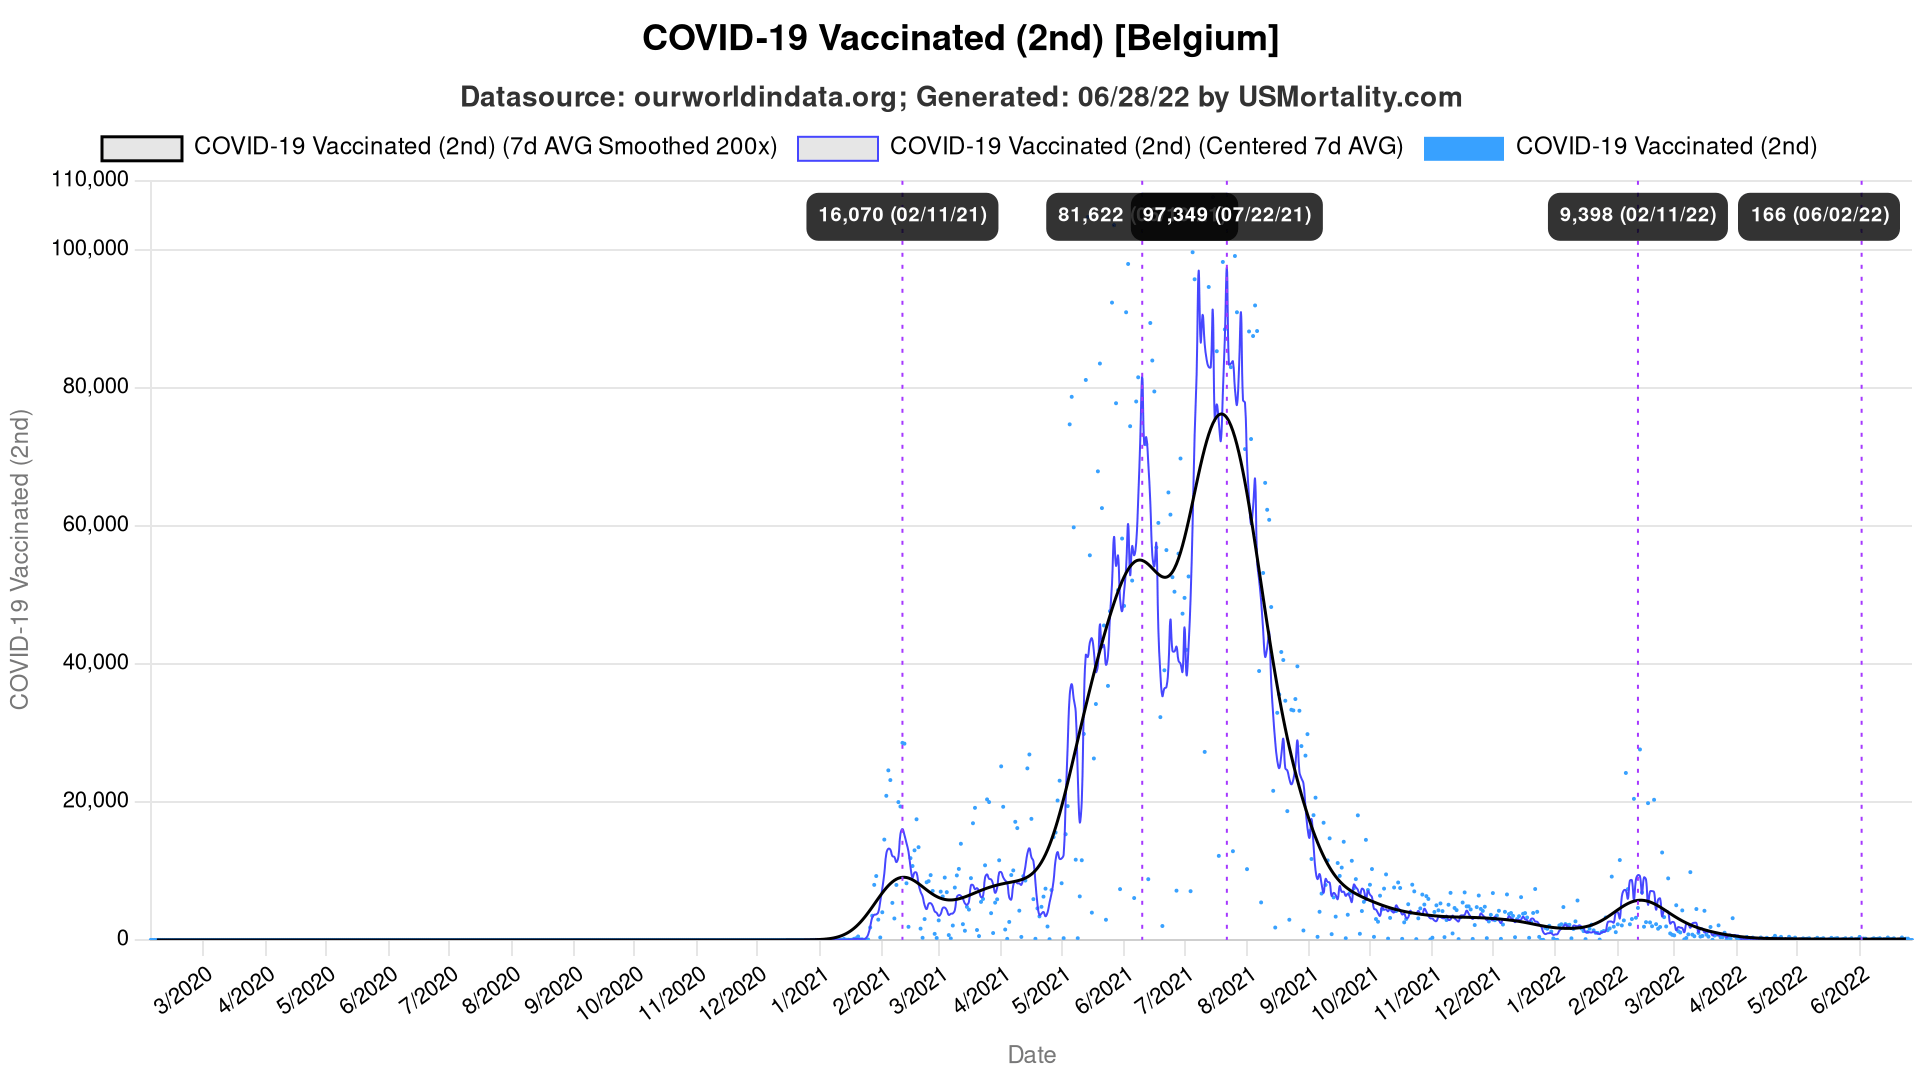 COVID-19 Vaccinated (2nd) [Belgium]
Datasource: ourworldindata.org; Generated: 06/28/22 by USMortality.com
COVID-19 Vaccinated (2nd) (7d AVG Smoothed 200x) COVID-19 Vaccinated (2nd) (Centered 7d AVG) COVID-19 Vaccinated (2nd)
110,000
16,070 (02/11/21) 81,622 97,349 (07/22/21) 9,398 (02/11/22) 166 (06/02/22)
100,000
80,000
60,000
40,000
20,000
0
COVID-19 Vaccinated (2nd)
3/2020 4/2020 5/2020 6/2020 7/2020 8/2020 9/2020 10/2020 11/2020 12/2020 1/2021 2/2021 3/2021 4/2021 5/2021 6/2021 7/2021 8/2021 9/2021 10/2021 11/2021 12/2021 1/2022 2/2022 3/2022 4/2022 5/2022 6/2022
Date